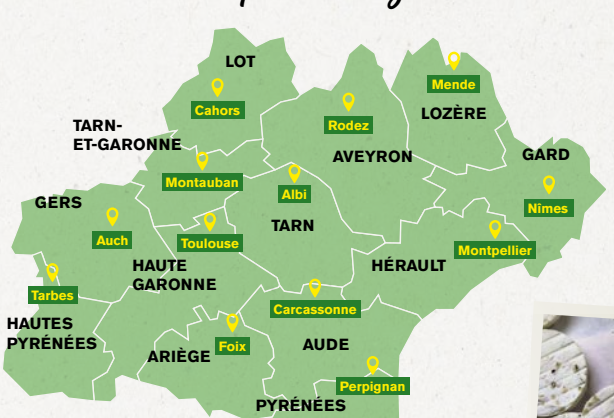 LOT
Mende
Cahors
LOZÈRE
Rodez
TARN-
ET-GARONNE
AVEYRON
GARD
Montauban
Albi
GERS
Nîmes
Auch
Toulouse
TARN
Montpellier
HAUTE
GARONNE
HÉRAULT
Tarbes
Carcassonne
HAUTES
PYRÉNÉES
ARIÈGE
Foix
AUDE
Perpignan
PYRÉNÉES